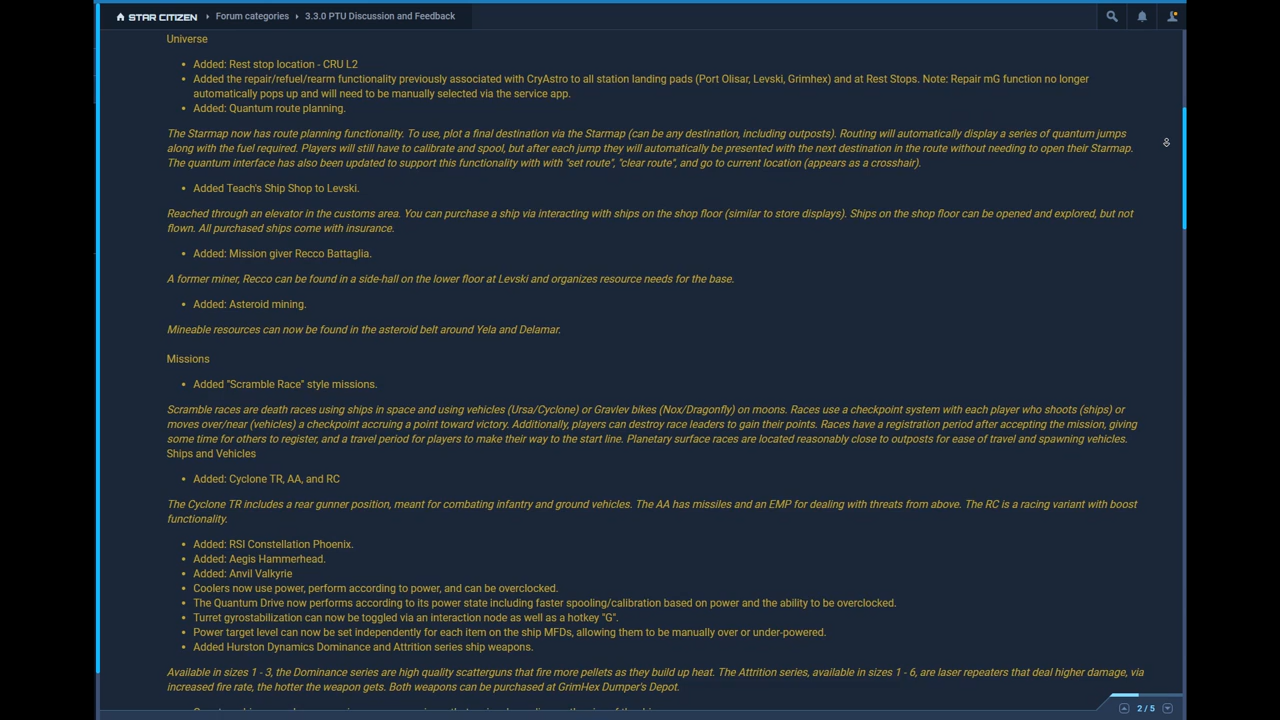 STAR CITIZEN › Forum categories › 3.3.0 PTU Discussion and Feedback
Universe
• Added: Rest stop location - CRU L2
• Added the repair/refuel/rearm functionality previously associated with CryAstro to all station landing pads (Port Olisar, Levski, Grimhex) and at Rest Stops. Note: Repair mG function no longer
automatically pops up and will need to be manually selected via the service app.
• Added: Quantum route planning.
The Starmap now has route planning functionality. To use, plot a final destination via the Starmap (can be any destination, including outposts). Routing will automatically display a series of quantum jumps
along with the fuel required. Players will still have to calibrate and spool, but after each jump they will automatically be presented with the next destination in the route without needing to open their Starmap.
The quantum interface has also been updated to support this functionality with with "set route", "clear route", and go to current location (appears as a crosshair).
• Added Teach's Ship Shop to Levski.
Reached through an elevator in the customs area. You can purchase a ship via interacting with ships on the shop floor (similar to store displays). Ships on the shop floor can be opened and explored, but not
flown. All purchased ships come with insurance.
• Added: Mission giver Recco Battaglia.
A former miner, Recco can be found in a side-hall on the lower floor at Levski and organizes resource needs for the base.
• Added: Asteroid mining.
Mineable resources can now be found in the asteroid belt around Yela and Delamar.
Missions
• Added "Scramble Race" style missions.
Scramble races are death races using ships in space and using vehicles (Ursa/Cyclone) or Gravlev bikes (Nox/Dragonfly) on moons. Races use a checkpoint system with each player who shoots (ships) or
moves over/near (vehicles) a checkpoint accruing a point toward victory. Additionally, players can destroy race leaders to gain their points. Races have a registration period after accepting the mission, giving
some time for others to register, and a travel period for players to make their way to the start line. Planetary surface races are located reasonably close to outposts for ease of travel and spawning vehicles.
Ships and Vehicles
• Added: Cyclone TR, AA, and RC
The Cyclone TR includes a rear gunner position, meant for combating infantry and ground vehicles. The AA has missiles and an EMP for dealing with threats from above. The RC is a racing variant with boost
functionality.
• Added: RSI Constellation Phoenix.
• Added: Aegis Hammerhead.
• Added: Anvil Valkyrie
• Coolers now use power, perform according to power, and can be overclocked.
• The Quantum Drive now performs according to its power state including faster spooling/calibration based on power and the ability to be overclocked.
• Turret gyrostabilization can now be toggled via an interaction node as well as a hotkey "G".
• Power target level can now be set independently for each item on the ship MFDs, allowing them to be manually over or under-powered.
• Added Hurston Dynamics Dominance and Attrition series ship weapons.
Available in sizes 1 - 3, the Dominance series are high quality scatterguns that fire more pellets as they build up heat. The Attrition series, available in sizes 1 - 6, are laser repeaters that deal higher damage, via
increased fire rate, the hotter the weapon gets. Both weapons can be purchased at GrimHex Dumper's Depot.
2 / 5